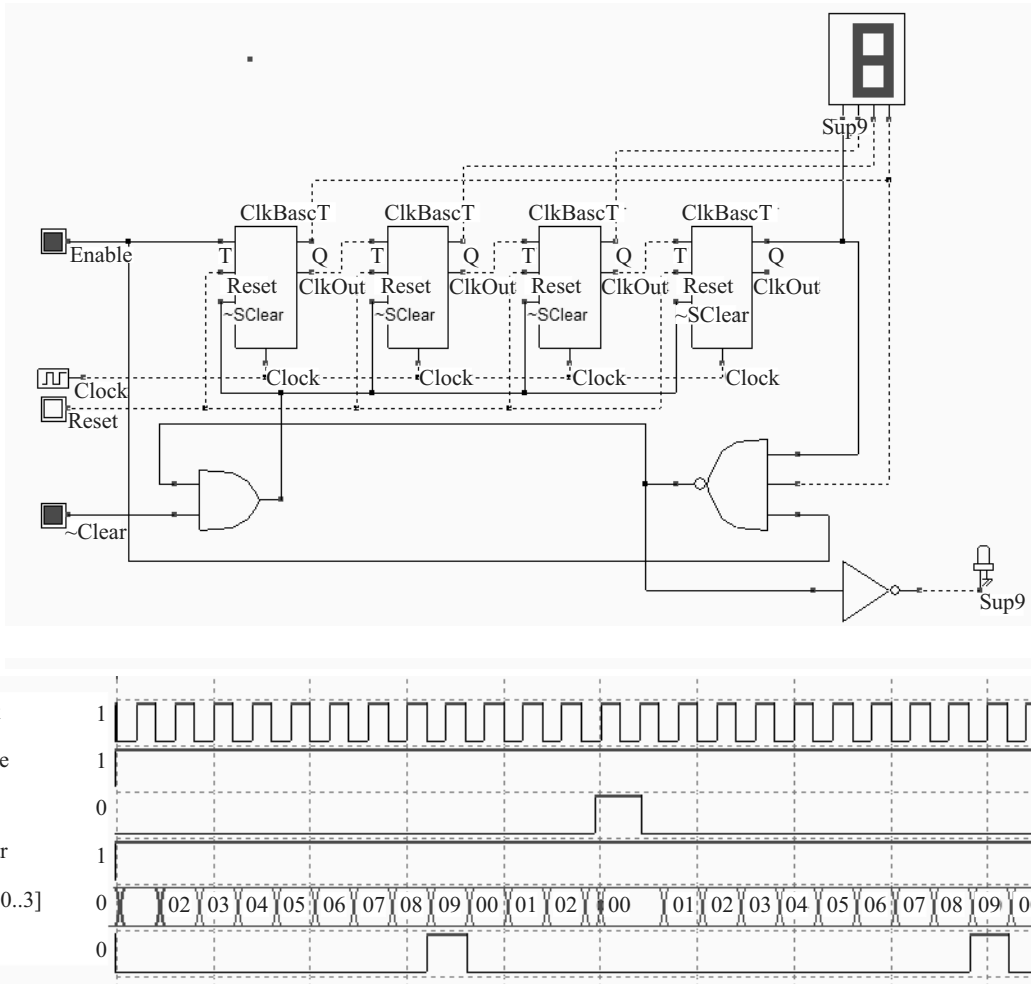 Sup9
ClkBascT ClkBascT ClkBascT ClkBascT
Enable T Q T Q T Q T Q
Reset ClkOut Reset ClkOut Reset ClkOut Reset ClkOut
~SClear ~SClear ~SClear ~SClear
Clock Clock Clock Clock Clock
Reset
~Clear
Sup9
1
e 1
0
r 1
0..3] 0 02 03 04 05 06 07 08 09 00 01 02 00 01 02 03 04 05 06 07 08 09 0
0